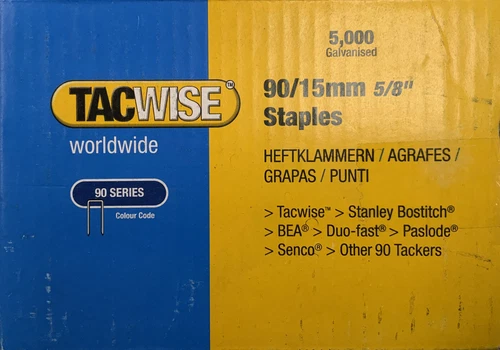 5,000
Galvanised
TACWISE™
worldwide
90 SERIES
Colour Code
90/15mm 5/8"
Staples
HEFTKLAMMERN / AGRAFES /
GRAPAS / PUNTI
> Tacwise™ > Stanley Bostitch®
> BEA® > Duo-fast® > Paslode®
> Senco® > Other 90 Tackers